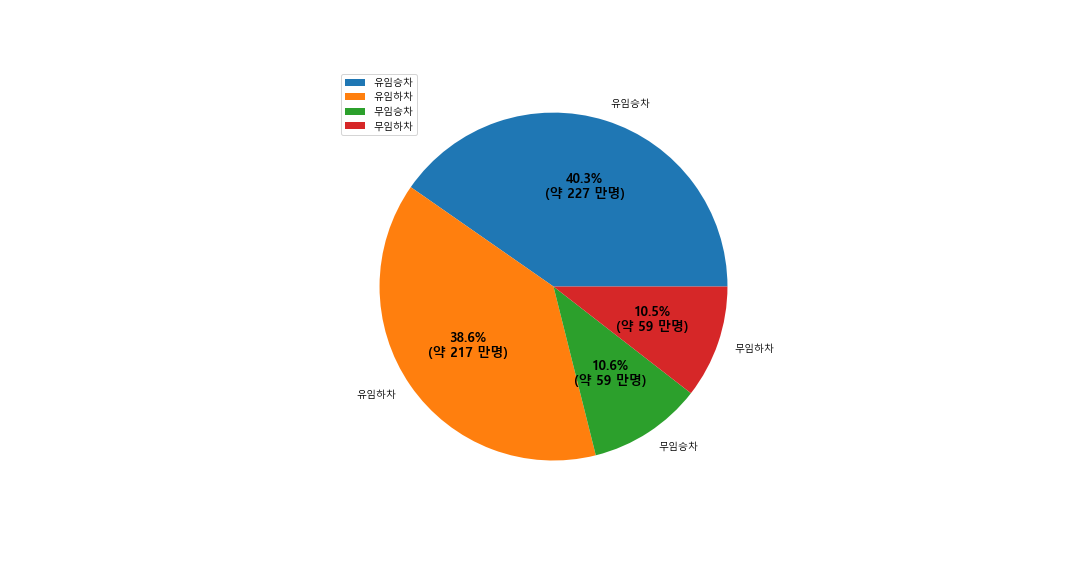 유임승차
유임하차
무임승차
무임하차
유임승차
40.3%
(약 227 만명)
10.5%
(약 59 만명)
38.6%
(약 217 만명)
무임하차
10.6%
(약 59 만명)
유임하차
무임승차